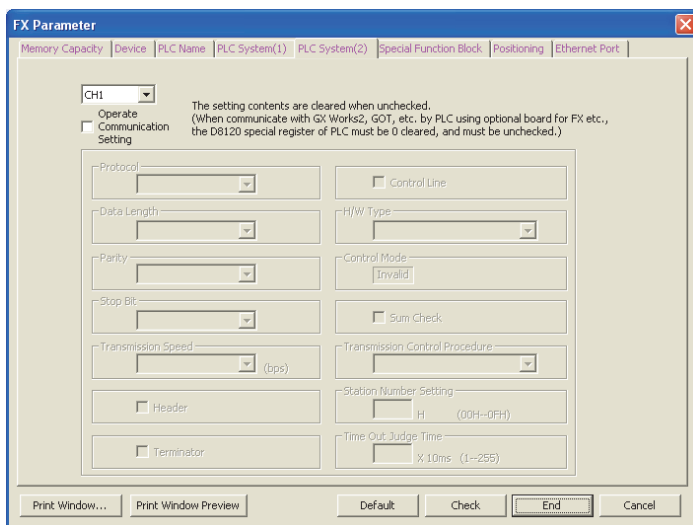 FX Parameter
Memory Capacity Device PLC Name PLC System(1) PLC System(2) Special Function Block Positioning Ethernet Port
CH1
Operate
Communication
Setting
The setting contents are cleared when unchecked.
(When communicate with GX Works2, GOT, etc. by PLC using optional board for FX etc.,
the D8120 special register of PLC must be 0 cleared, and must be unchecked.)
Protocol
Control Line
Data Length
H/W Type
Parity
Control Mode
Invalid
Stop Bit
Sum Check
Transmission Speed
(bps)
Transmission Control Procedure
Header
Station Number Setting
H (00H--0FH)
Terminator
Time Out Judge Time
X 10ms (1--255)
Print Window... Print Window Preview Default Check End Cancel